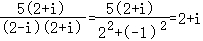 5(2+i)/((2-i)(2+i)) = 5(2+i)/(2²+(-1)²) = 2+i